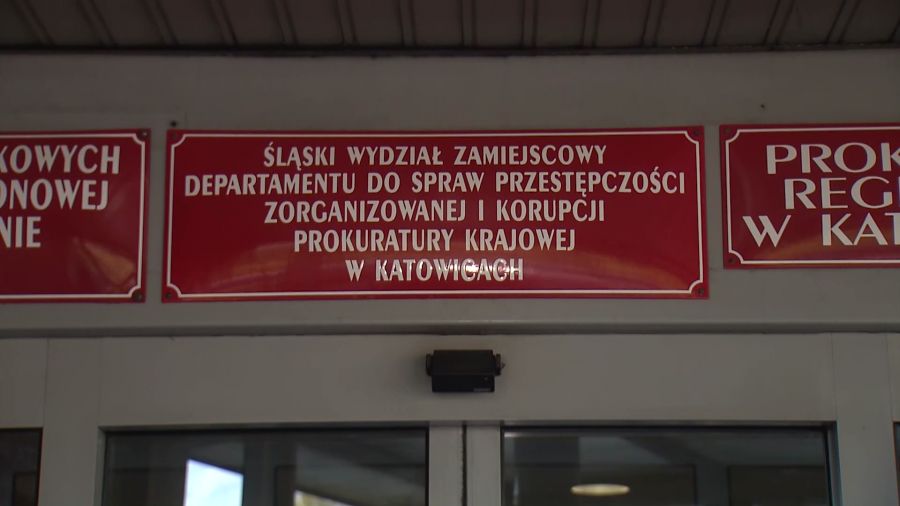 KOWYCH
ONOWEJ
NIE
ŚLĄSKI WYDZIAŁ ZAMIEJSCOWY
DEPARTAMENTU DO SPRAW PRZESTĘPCZOŚCI
ZORGANIZOWANEJ I KORUPCJI
PROKURATURY KRAJOWEJ
W KATOWICACH
PROK
REG
W KAT